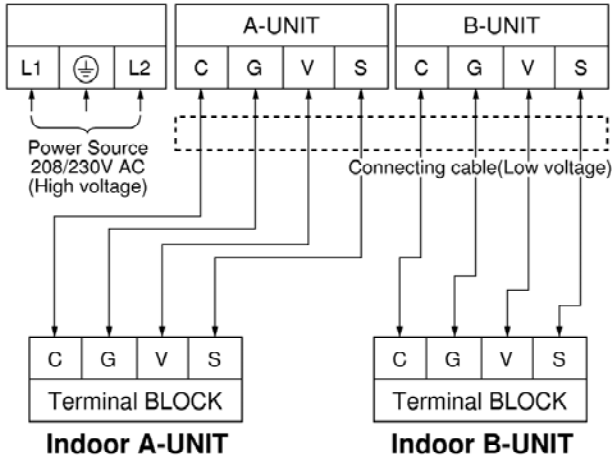 A-UNIT B-UNIT
L1 L2 C G V S C G V S
Power Source
208/230V AC
(High voltage)
Connecting cable(Low voltage)
C G V S C G V S
Terminal BLOCK Terminal BLOCK
Indoor A-UNIT Indoor B-UNIT